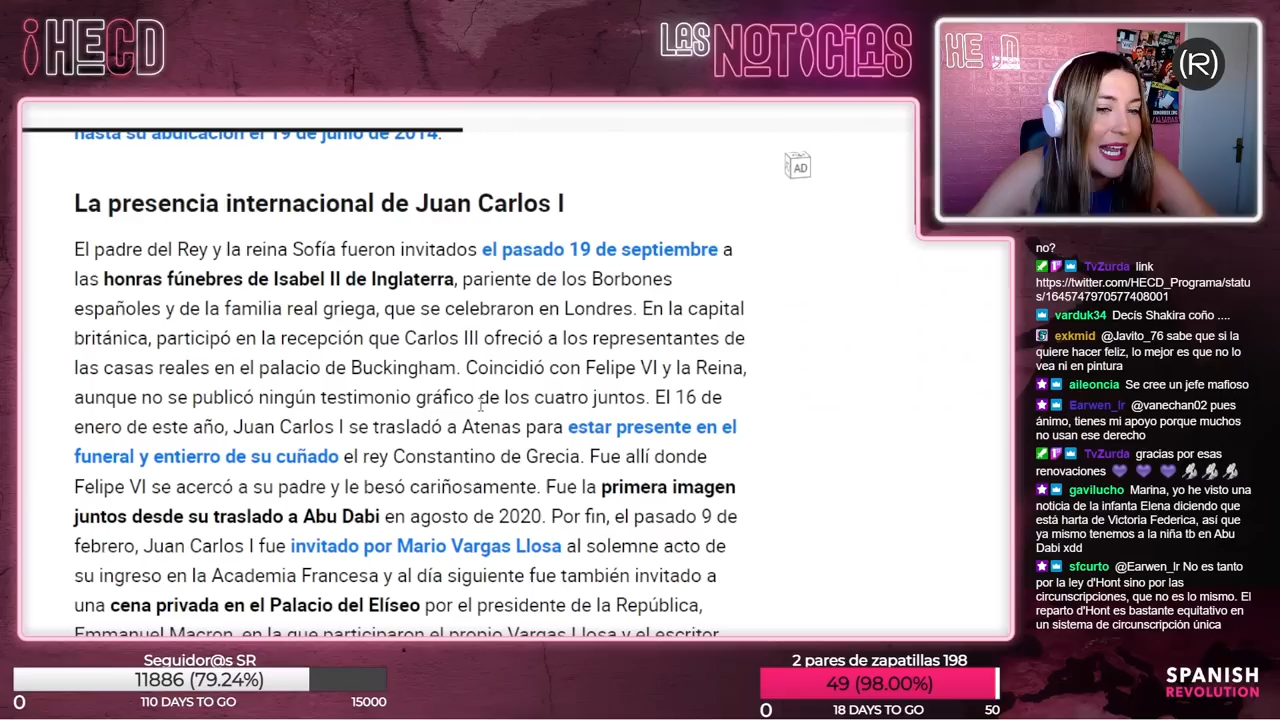 ¡HECD
LAS NOTICIAS
HE D
(R)
hasta su abdicación el 19 de junio de 2014.
AD
La presencia internacional de Juan Carlos I
El padre del Rey y la reina Sofía fueron invitados el pasado 19 de septiembre a
las honras fúnebres de Isabel II de Inglaterra, pariente de los Borbones
españoles y de la familia real griega, que se celebraron en Londres. En la capital
británica, participó en la recepción que Carlos III ofreció a los representantes de
las casas reales en el palacio de Buckingham. Coincidió con Felipe VI y la Reina,
aunque no se publicó ningún testimonio gráfico de los cuatro juntos. El 16 de
enero de este año, Juan Carlos I se trasladó a Atenas para estar presente en el
funeral y entierro de su cuñado el rey Constantino de Grecia. Fue allí donde
Felipe VI se acercó a su padre y le besó cariñosamente. Fue la primera imagen
juntos desde su traslado a Abu Dabi en agosto de 2020. Por fin, el pasado 9 de
febrero, Juan Carlos I fue invitado por Mario Vargas Llosa al solemne acto de
su ingreso en la Academia Francesa y al día siguiente fue también invitado a
una cena privada en el Palacio del Elíseo por el presidente de la República,
Emmanuel Macron, en la que participaron el propio Vargas Llosa y el escritor
no?
TvZurda link
https://twitter.com/HECD_Programa/statu
s/1645747970577408001
varduk34 Decís Shakira coño ....
exkmid @Javito_76 sabe que si la
quiere hacer feliz, lo mejor es que no lo
vea ni en pintura
aileoncia Se cree un jefe mafioso
Earwen_lr @vanechan02 pues
ánimo, tienes mi apoyo porque muchos
no usan ese derecho
TvZurda gracias por esas
renovaciones
gavilucho Marina, yo he visto una
noticia de la infanta Elena diciendo que
está harta de Victoria Federica, así que
ya mismo tenemos a la niña tb en Abu
Dabi xdd
sfcurto @Earwen_lr No es tanto
por la ley d'Hont sino por las
circunscripciones, que no es lo mismo. El
reparto d'Hont es bastante equitativo en
un sistema de circunscripción única
Seguidor@s SR
11886 (79.24%)
0 110 DAYS TO GO 15000
2 pares de zapatillas 198
49 (98.00%)
0 18 DAYS TO GO 50
SPANISH
REVOLUTION